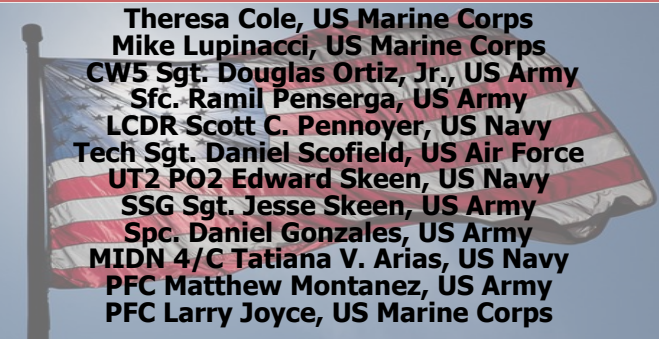 Theresa Cole, US Marine Corps
Mike Lupinacci, US Marine Corps
CW5 Sgt. Douglas Ortiz, Jr., US Army
Sfc. Ramil Penserga, US Army
LCDR Scott C. Pennoyer, US Navy
Tech Sgt. Daniel Scofield, US Air Force
UT2 PO2 Edward Skeen, US Navy
SSG Sgt. Jesse Skeen, US Army
Spc. Daniel Gonzales, US Army
MIDN 4/C Tatiana V. Arias, US Navy
PFC Matthew Montanez, US Army
PFC Larry Joyce, US Marine Corps